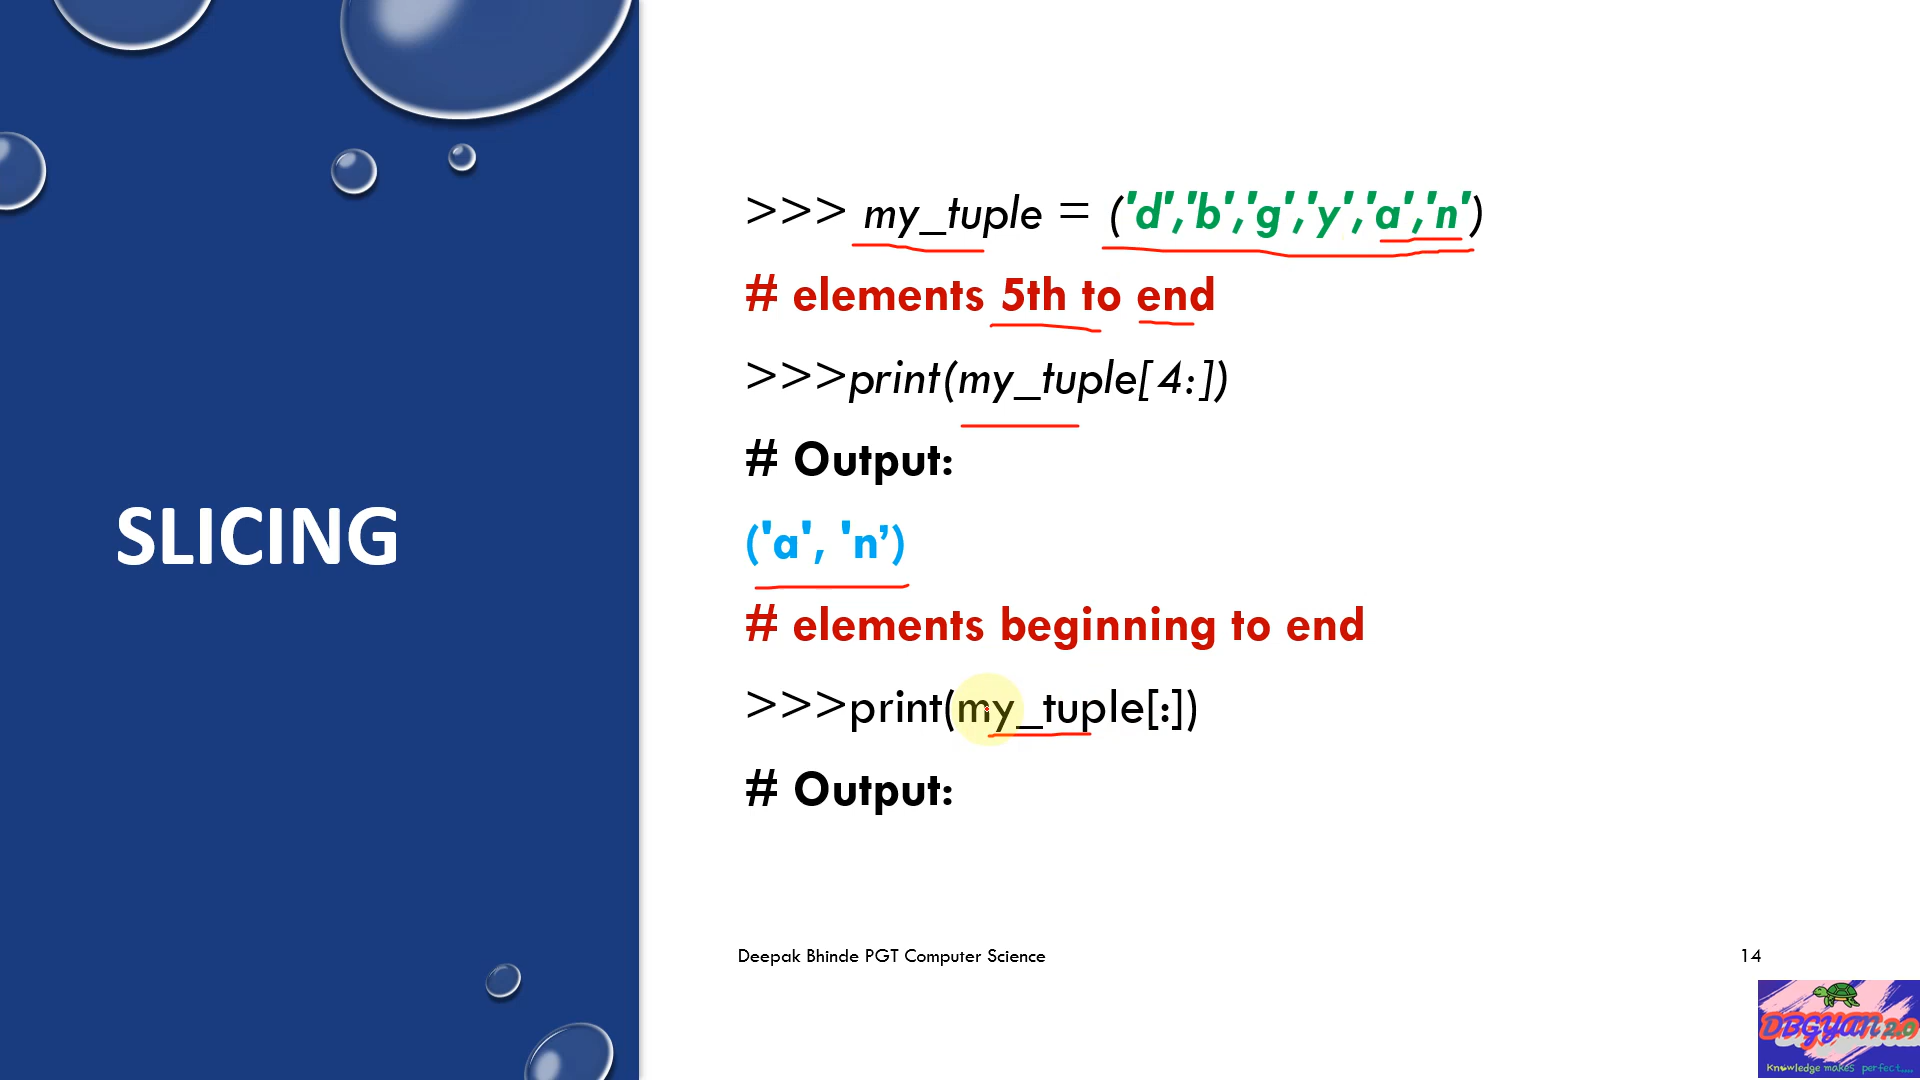 SLICING
>>> my_tuple = ('d','b','g','y','a','n')
# elements 5th to end
>>>print(my_tuple[4:])
# Output:
('a', 'n’)
# elements beginning to end
>>>print(my_tuple[:])
# Output:
Deepak Bhinde PGT Computer Science
14
DBGYAN 2.0
Knowledge makes perfect....